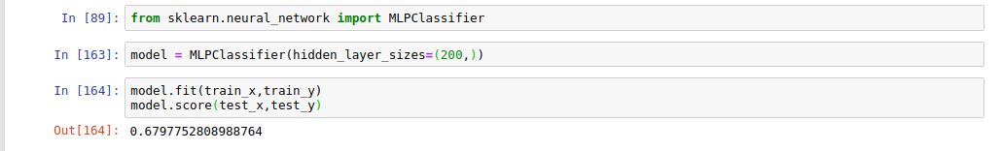 In [89]: from sklearn.neural_network import MLPClassifier
In [163]: model = MLPClassifier(hidden_layer_sizes=(200,))
In [164]: model.fit(train_x,train_y)
model.score(test_x,test_y)
Out[164]: 0.6797752808988764